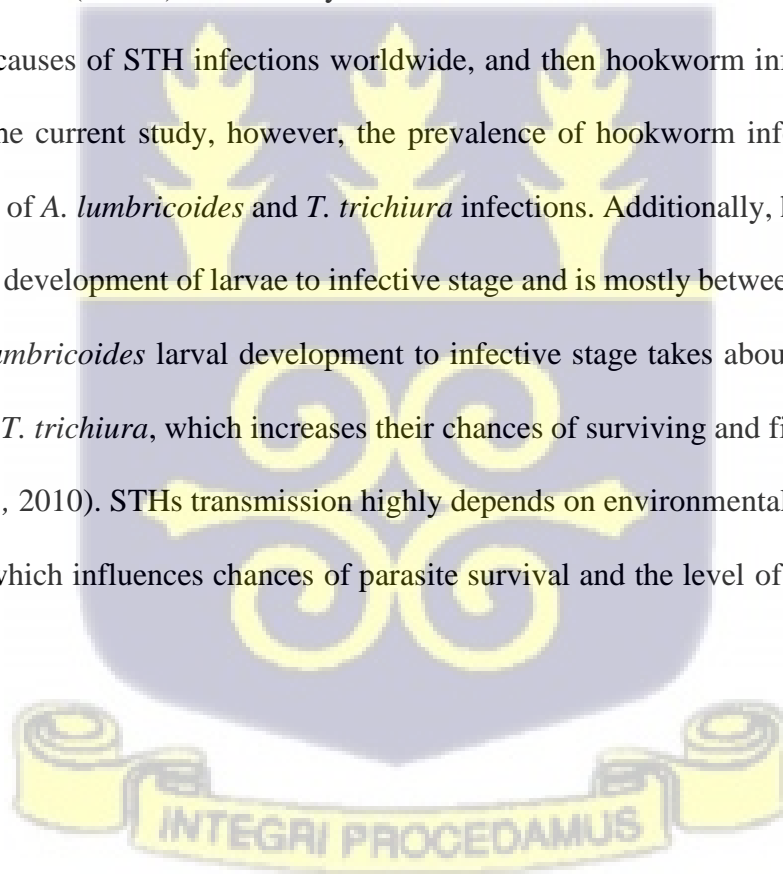 causes of STH infections worldwide, and then hookworm inf
he current study, however, the prevalence of hookworm inf
of A. lumbricoides and T. trichiura infections. Additionally,
development of larvae to infective stage and is mostly betwee
umbricoides larval development to infective stage takes abou
T. trichiura, which increases their chances of surviving and fi
, 2010). STHs transmission highly depends on environmental
which influences chances of parasite survival and the level of
INTEGRI PROCEDAMUS